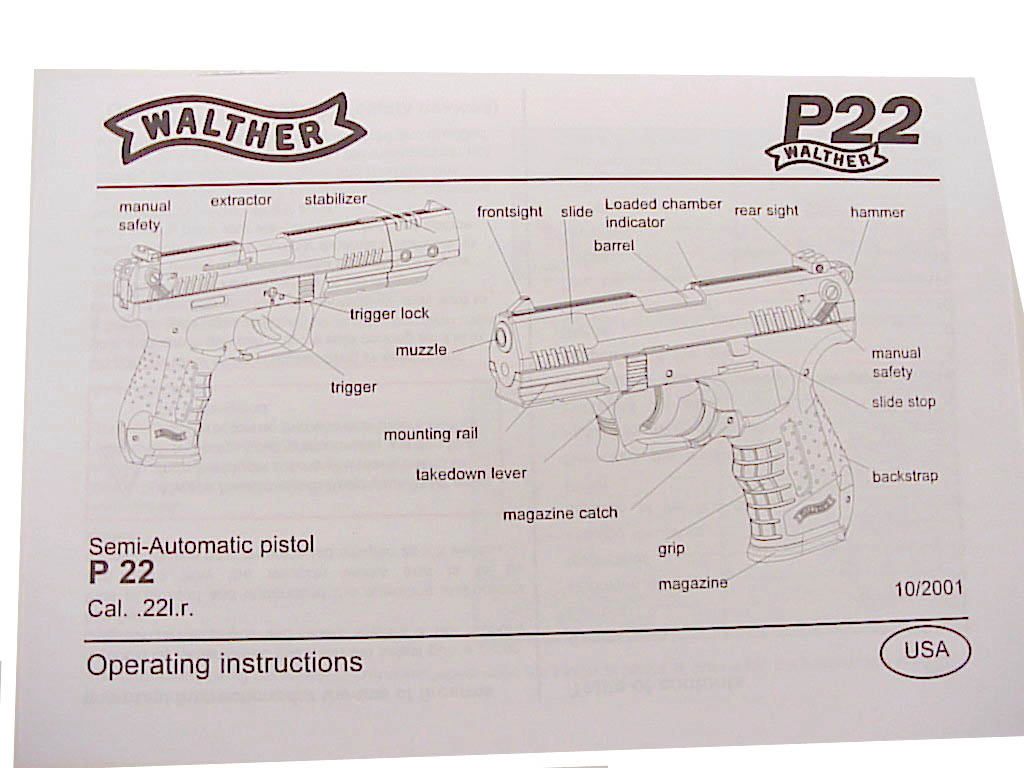 WALTHER
P22
WALTHER
manual
safety
extractor
stabilizer
frontsight
slide
Loaded chamber
indicator
barrel
rear sight
hammer
trigger lock
muzzle
trigger
manual
safety
slide stop
mounting rail
takedown lever
backstrap
magazine catch
grip
magazine
Semi-Automatic pistol
P 22
Cal. .22l.r.
10/2001
Operating instructions
USA